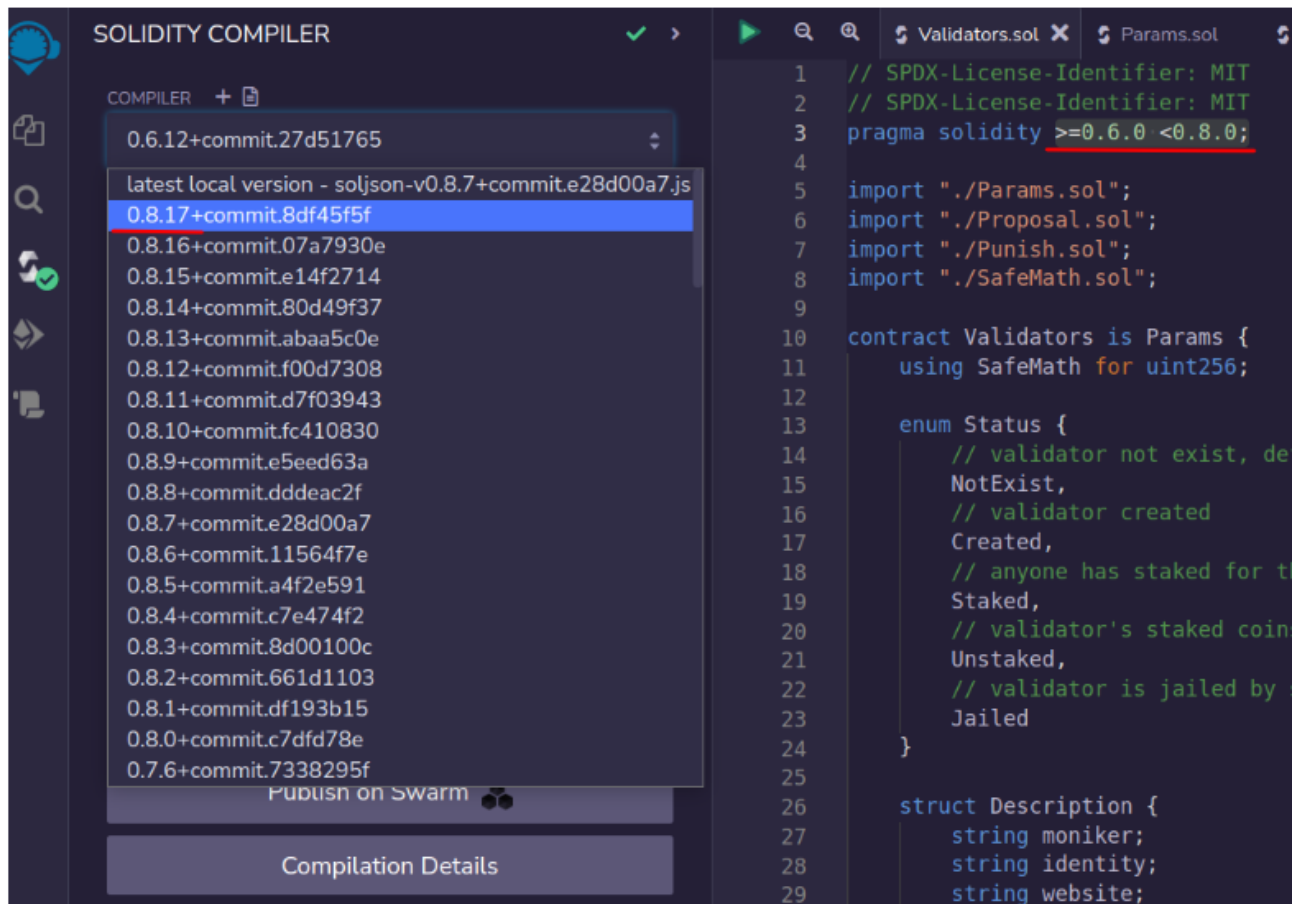 SOLIDITY COMPILER
COMPILER
0.6.12+commit.27d51765
latest local version - soljson-v0.8.7+commit.e28d00a7.js
0.8.17+commit.8df45f5f
0.8.16+commit.07a7930e
0.8.15+commit.e14f2714
0.8.14+commit.80d49f37
0.8.13+commit.abaa5c0e
0.8.12+commit.f00d7308
0.8.11+commit.d7f03943
0.8.10+commit.fc410830
0.8.9+commit.e5eed63a
0.8.8+commit.dddeac2f
0.8.7+commit.e28d00a7
0.8.6+commit.11564f7e
0.8.5+commit.a4f2e591
0.8.4+commit.c7e474f2
0.8.3+commit.8d00100c
0.8.2+commit.661d1103
0.8.1+commit.df193b15
0.8.0+commit.c7dfd78e
0.7.6+commit.7338295f
Publish on Swarm
Compilation Details
Validators.sol Params.sol
1 // SPDX-License-Identifier: MIT
2 // SPDX-License-Identifier: MIT
3 pragma solidity >=0.6.0 <0.8.0;
4
5 import "./Params.sol";
6 import "./Proposal.sol";
7 import "./Punish.sol";
8 import "./SafeMath.sol";
9
10 contract Validators is Params {
11 using SafeMath for uint256;
12
13 enum Status {
14 // validator not exist, de
15 NotExist,
16 // validator created
17 Created,
18 // anyone has staked for t
19 Staked,
20 // validator's staked coin
21 Unstaked,
22 // validator is jailed by
23 Jailed
24 }
25
26 struct Description {
27 string moniker;
28 string identity;
29 string website;